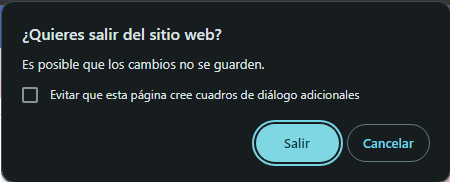 ¿Quieres salir del sitio web?
Es posible que los cambios no se guarden.
Evitar que esta página cree cuadros de diálogo adicionales
Salir
Cancelar